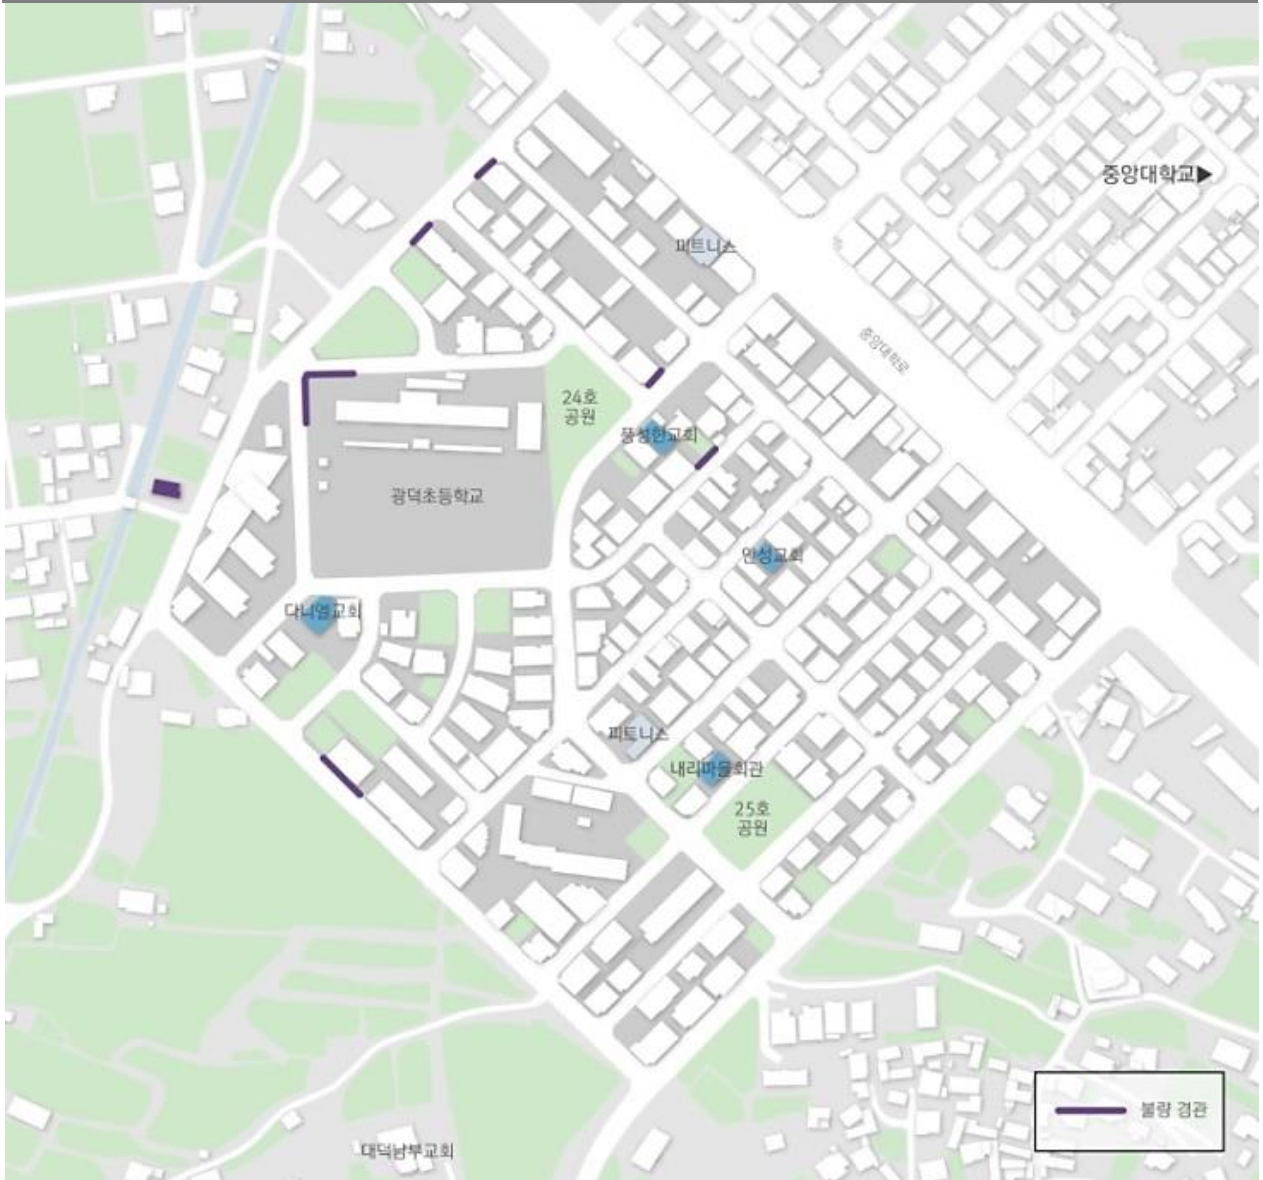 중앙대학교▶
피트니스
중앙대학로
24호
공원
풍성한교회
광덕초등학교
안성교회
다니엘교회
피트니스
내리마을회관
25호
공원
불량 경관
대덕남부교회